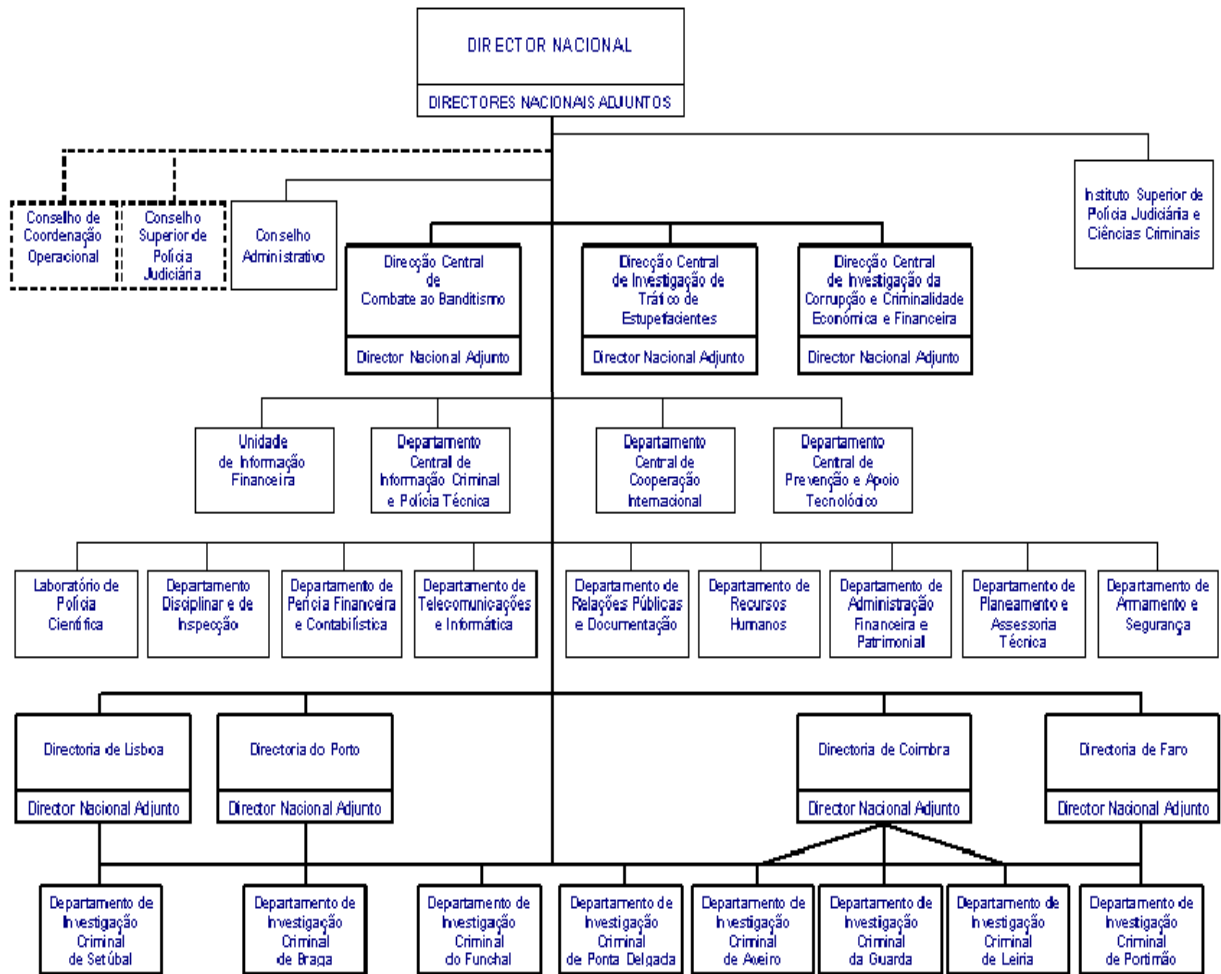 DIRECTOR NACIONAL
DIRECTORES NACIONAIS ADJUNTOS
Conselho de
Coordenação
Operacional
Conselho
Superior de
Polícia
Judiciária
Conselho
Administrativo
Instituto Superior de
Polícia Judiciária e
Ciências Criminais
Direcção Central
de
Combate ao Banditismo
Director Nacional Adjunto
Direcção Central
de Investigação de
Tráfico de
Estupefacientes
Director Nacional Adjunto
Direcção Central
de Investigação da
Corrupção e Criminalidade
Económica e Financeira
Director Nacional Adjunto
Unidade
de Informação
Financeira
Departamento
Central de
Informação Criminal
e Polícia Técnica
Departamento
Central de
Cooperação
Internacional
Departamento
Central de
Prevenção e Apoio
Tecnológico
Laboratório de
Polícia
Científica
Departamento
Disciplinar e de
Inspecção
Departamento de
Perícia Financeira
e Contabilística
Departamento de
Telecomunicações
e Informática
Departamento de
Relações Públicas
e Documentação
Departamento de
Recursos
Humanos
Departamento de
Administração
Financeira e
Patrimonial
Departamento de
Planeamento e
Assessoria
Técnica
Departamento de
Armamento e
Segurança
Directoria de Lisboa
Director Nacional Adjunto
Directoria do Porto
Director Nacional Adjunto
Directoria de Coimbra
Director Nacional Adjunto
Directoria de Faro
Director Nacional Adjunto
Departamento de
Investigação
Criminal
de Setúbal
Departamento de
Investigação
Criminal
de Braga
Departamento de
Investigação
Criminal
do Funchal
Departamento de
Investigação
Criminal
de Ponta Delgada
Departamento de
Investigação
Criminal
de Aveiro
Departamento de
Investigação
Criminal
da Guarda
Departamento de
Investigação
Criminal
de Leiria
Departamento de
Investigação
Criminal
de Portimão